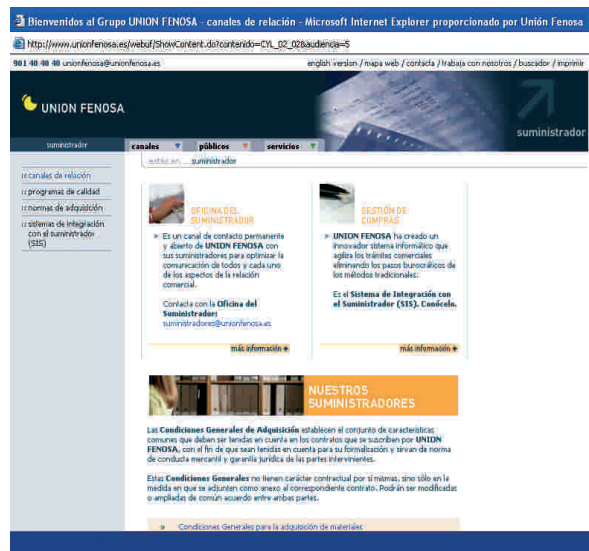 Bienvenidos al Grupo UNION FENOSA - canales de relación - Microsoft Internet Explorer proporcionado por Unión Fenosa
http://www.unionfenosa.es/webuf/ShowContent.do?contenido=CYL_02_02&audiencia=5
901 40 40 40 unionfenosa@unionfenosa.es
english version / mapa web / contacta / trabaja con nosotros / buscador / imprimir
UNION FENOSA
suministrador
suministrador
canales
públicos
servicios
estás en ... suministrador
:: canales de relación
:: programas de calidad
:: normas de adquisición
:: sistemas de integración
con el suministrador
(SIS)
OFICINA DEL
SUMINISTRADOR
» Es un canal de contacto permanente
y abierto de UNION FENOSA con
sus suministradores para optimizar la
comunicación de todos y cada uno
de los aspectos de la relación
comercial.
Contacta con la Oficina del
Suministrador:
suministradores@unionfenosa.es
más información
GESTIÓN DE
COMPRAS
» UNION FENOSA ha creado un
innovador sistema informático que
agiliza los trámites comerciales
eliminando los pasos burocráticos de
los métodos tradicionales.
Es el Sistema de Integración con
el Suministrador (SIS). Conócelo.
más información
NUESTROS
SUMINISTRADORES
Las Condiciones Generales de Adquisición establecen el conjunto de características
comunes que deben ser tenidas en cuenta en los contratos que se suscriben por UNION
FENOSA, con el fin de que sean tenidas en cuenta para su formalización y sirvan de norma
de conducta mercantil y garantía jurídica de las partes intervinientes.
Estas Condiciones Generales no tienen carácter contractual por sí mismas, sino sólo en la
medida en que se adjunten como anexo al correspondiente contrato. Podrán ser modificadas
o ampliadas de común acuerdo entre ambas partes.
» Condiciones Generales para la adquisición de materiales